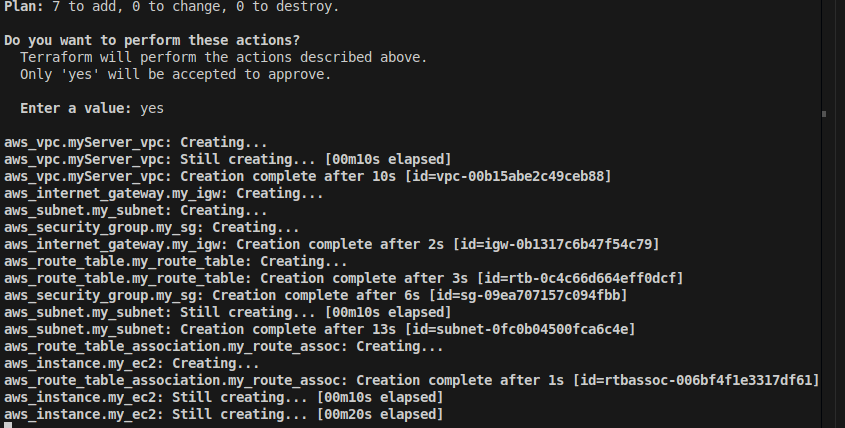 Plan: 7 to add, 0 to change, 0 to destroy.
Do you want to perform these actions?
Terraform will perform the actions described above.
Only 'yes' will be accepted to approve.
Enter a value: yes
aws_vpc.myServer_vpc: Creating...
aws_vpc.myServer_vpc: Still creating... [00m10s elapsed]
aws_vpc.myServer_vpc: Creation complete after 10s [id=vpc-00b15abe2c49ceb88]
aws_internet_gateway.my_igw: Creating...
aws_subnet.my_subnet: Creating...
aws_security_group.my_sg: Creating...
aws_internet_gateway.my_igw: Creation complete after 2s [id=igw-0b1317c6b47f54c79]
aws_route_table.my_route_table: Creating...
aws_route_table.my_route_table: Creation complete after 3s [id=rtb-0c4c66d664eff0dcf]
aws_security_group.my_sg: Creation complete after 6s [id=sg-09ea707157c094fbb]
aws_subnet.my_subnet: Still creating... [00m10s elapsed]
aws_subnet.my_subnet: Creation complete after 13s [id=subnet-0fc0b04500fca6c4e]
aws_route_table_association.my_route_assoc: Creating...
aws_instance.my_ec2: Creating...
aws_route_table_association.my_route_assoc: Creation complete after 1s [id=rtbassoc-006bf4f1e3317df61]
aws_instance.my_ec2: Still creating... [00m10s elapsed]
aws_instance.my_ec2: Still creating... [00m20s elapsed]